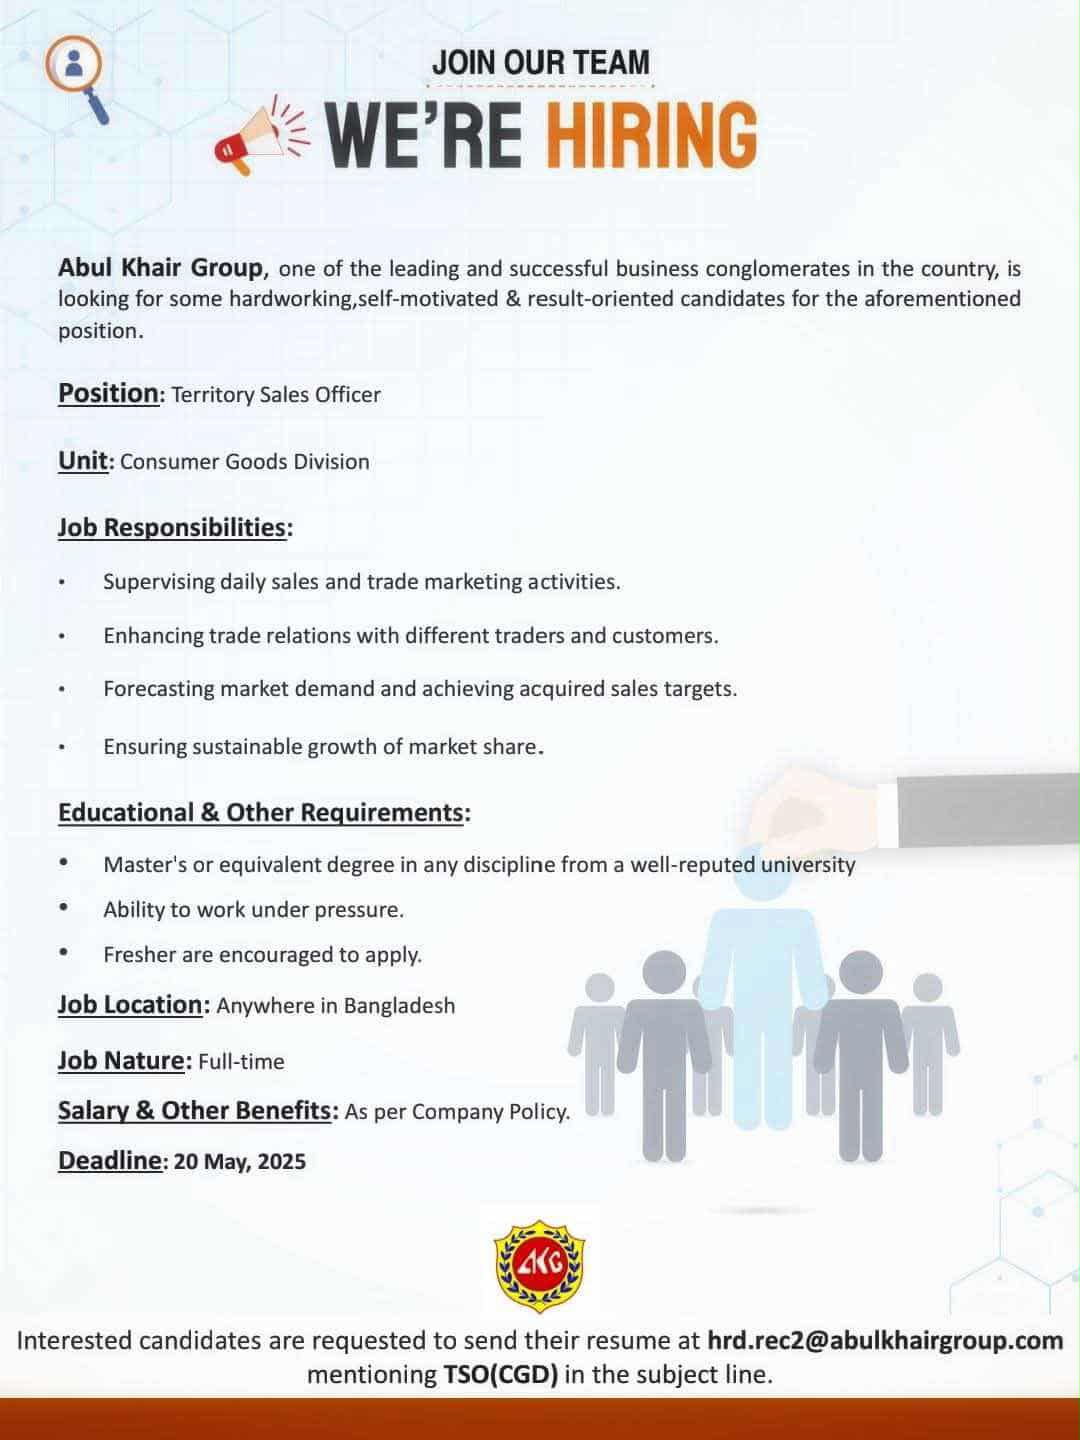 JOIN OUR TEAM
WE'RE HIRING
Abul Khair Group, one of the leading and successful business conglomerates in the country, is
looking for some hardworking,self-motivated & result-oriented candidates for the aforementioned
position.
Position: Territory Sales Officer
Unit: Consumer Goods Division
Job Responsibilities:
• Supervising daily sales and trade marketing activities.
• Enhancing trade relations with different traders and customers.
• Forecasting market demand and achieving acquired sales targets.
• Ensuring sustainable growth of market share.
Educational & Other Requirements:
• Master's or equivalent degree in any discipline from a well-reputed university
• Ability to work under pressure.
• Fresher are encouraged to apply.
Job Location: Anywhere in Bangladesh
Job Nature: Full-time
Salary & Other Benefits: As per Company Policy.
Deadline: 20 May, 2025
AKG
Interested candidates are requested to send their resume at hrd.rec2@abulkhairgroup.com
mentioning TSO(CGD) in the subject line.